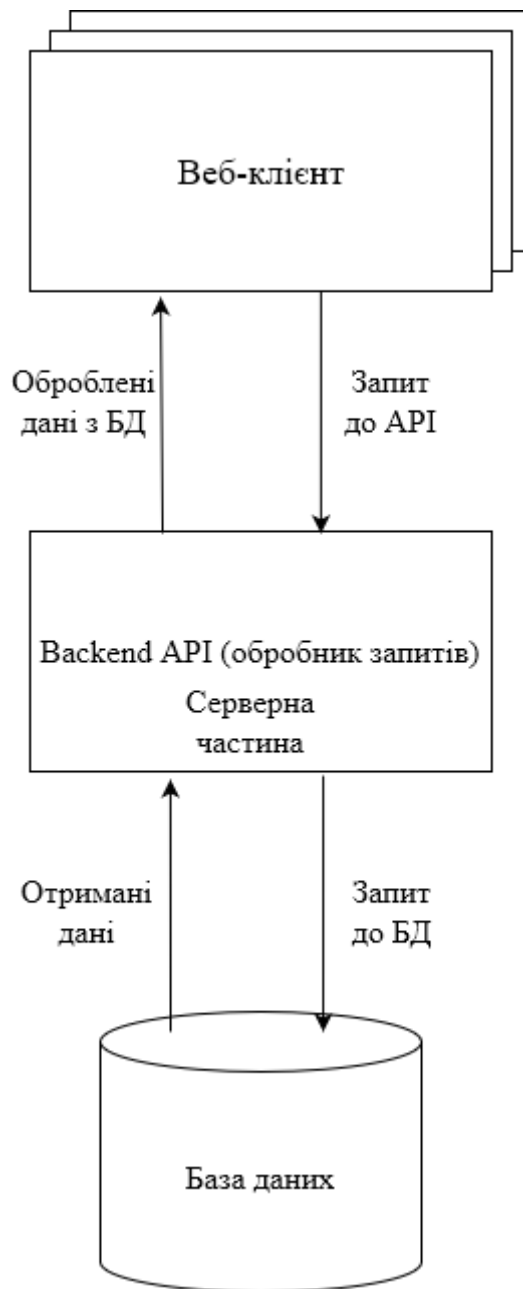 Веб-клієнт
Оброблені
дані з БД
Запит
до API
Backend API (обробник запитів)
Серверна
частина
Отримані
дані
Запит
до БД
База даних